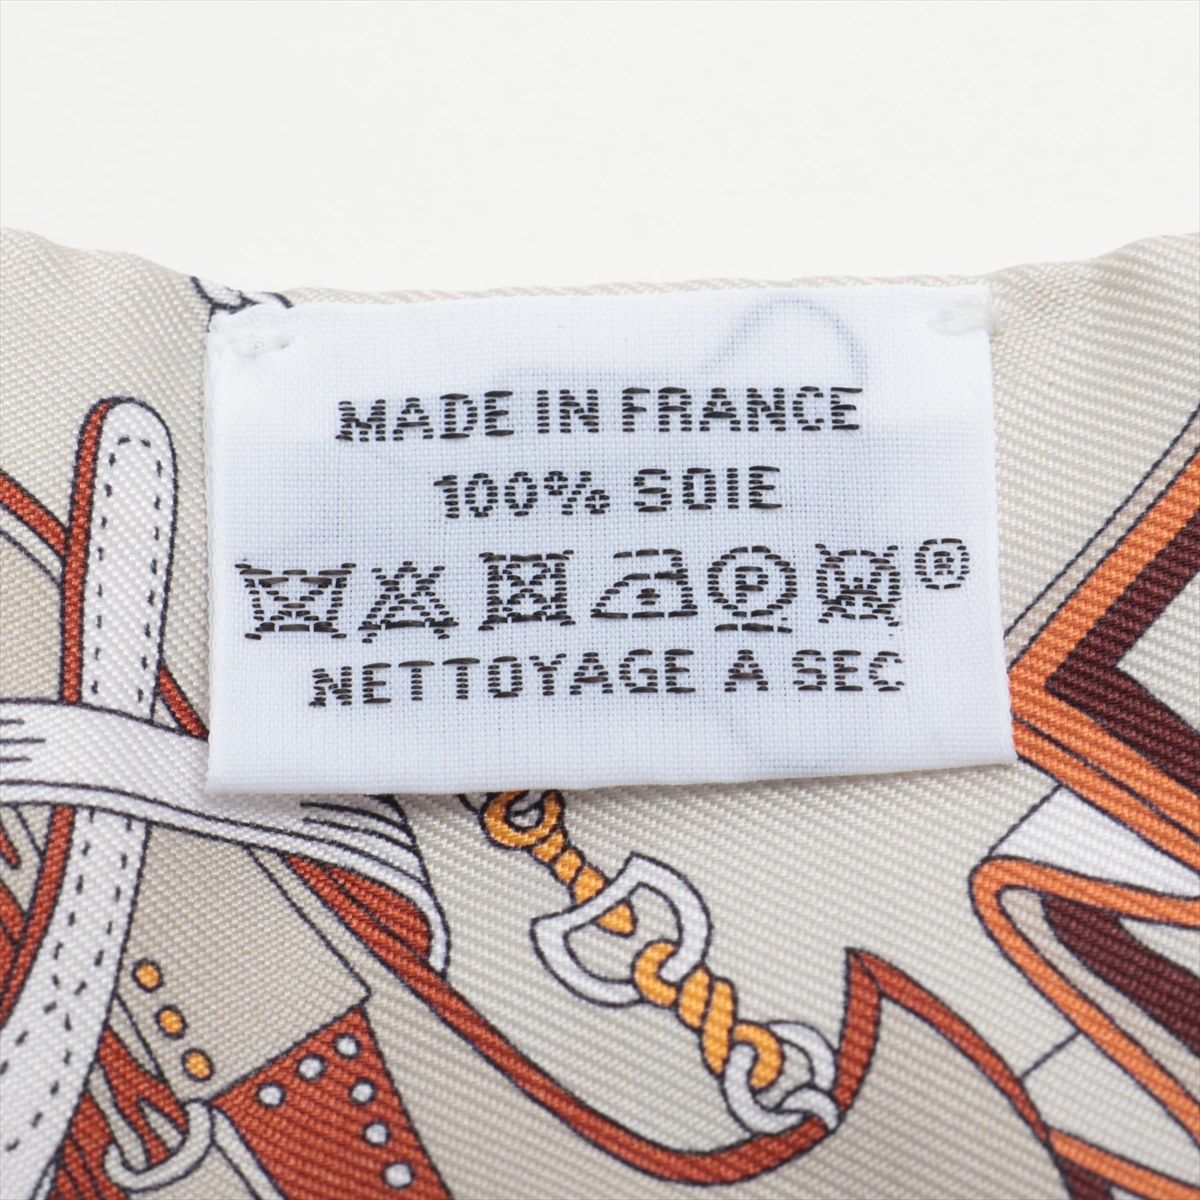 MADE IN FRANCE
100% SOIE
P W ®
NETTOYAGE A SEC